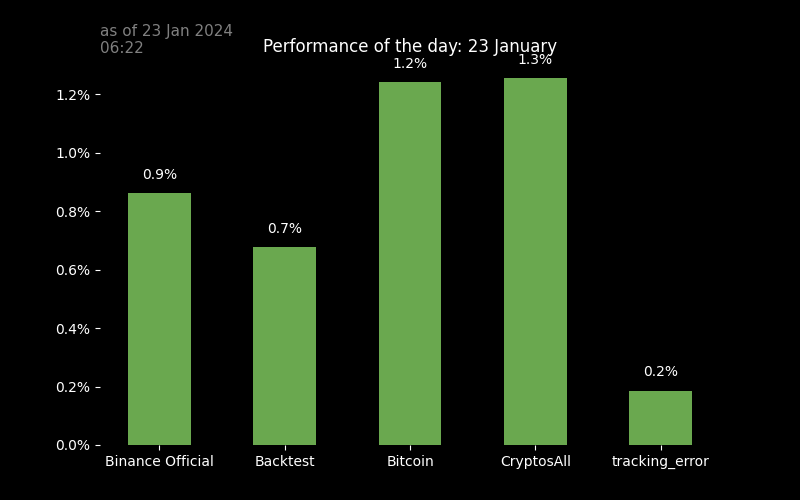 as of 23 Jan 2024
06:22
Performance of the day: 23 January
1.2%
1.0%
0.8%
0.6%
0.4%
0.2%
0.0%
0.9%
0.7%
1.2%
1.3%
0.2%
Binance Official
Backtest
Bitcoin
CryptosAll
tracking_error